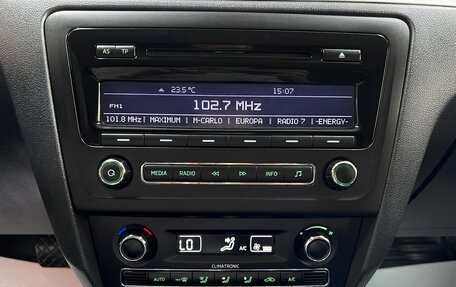 AS TP
▲ 23.5°C 15:07
FM1
102.7 MHz
101.8 MHz | MAXIMUM | M-CARLO | EUROPA | RADIO 7 | -ENERGY-
MEDIA RADIO INFO
LO
CLIMATRONIC
AUTO A/C